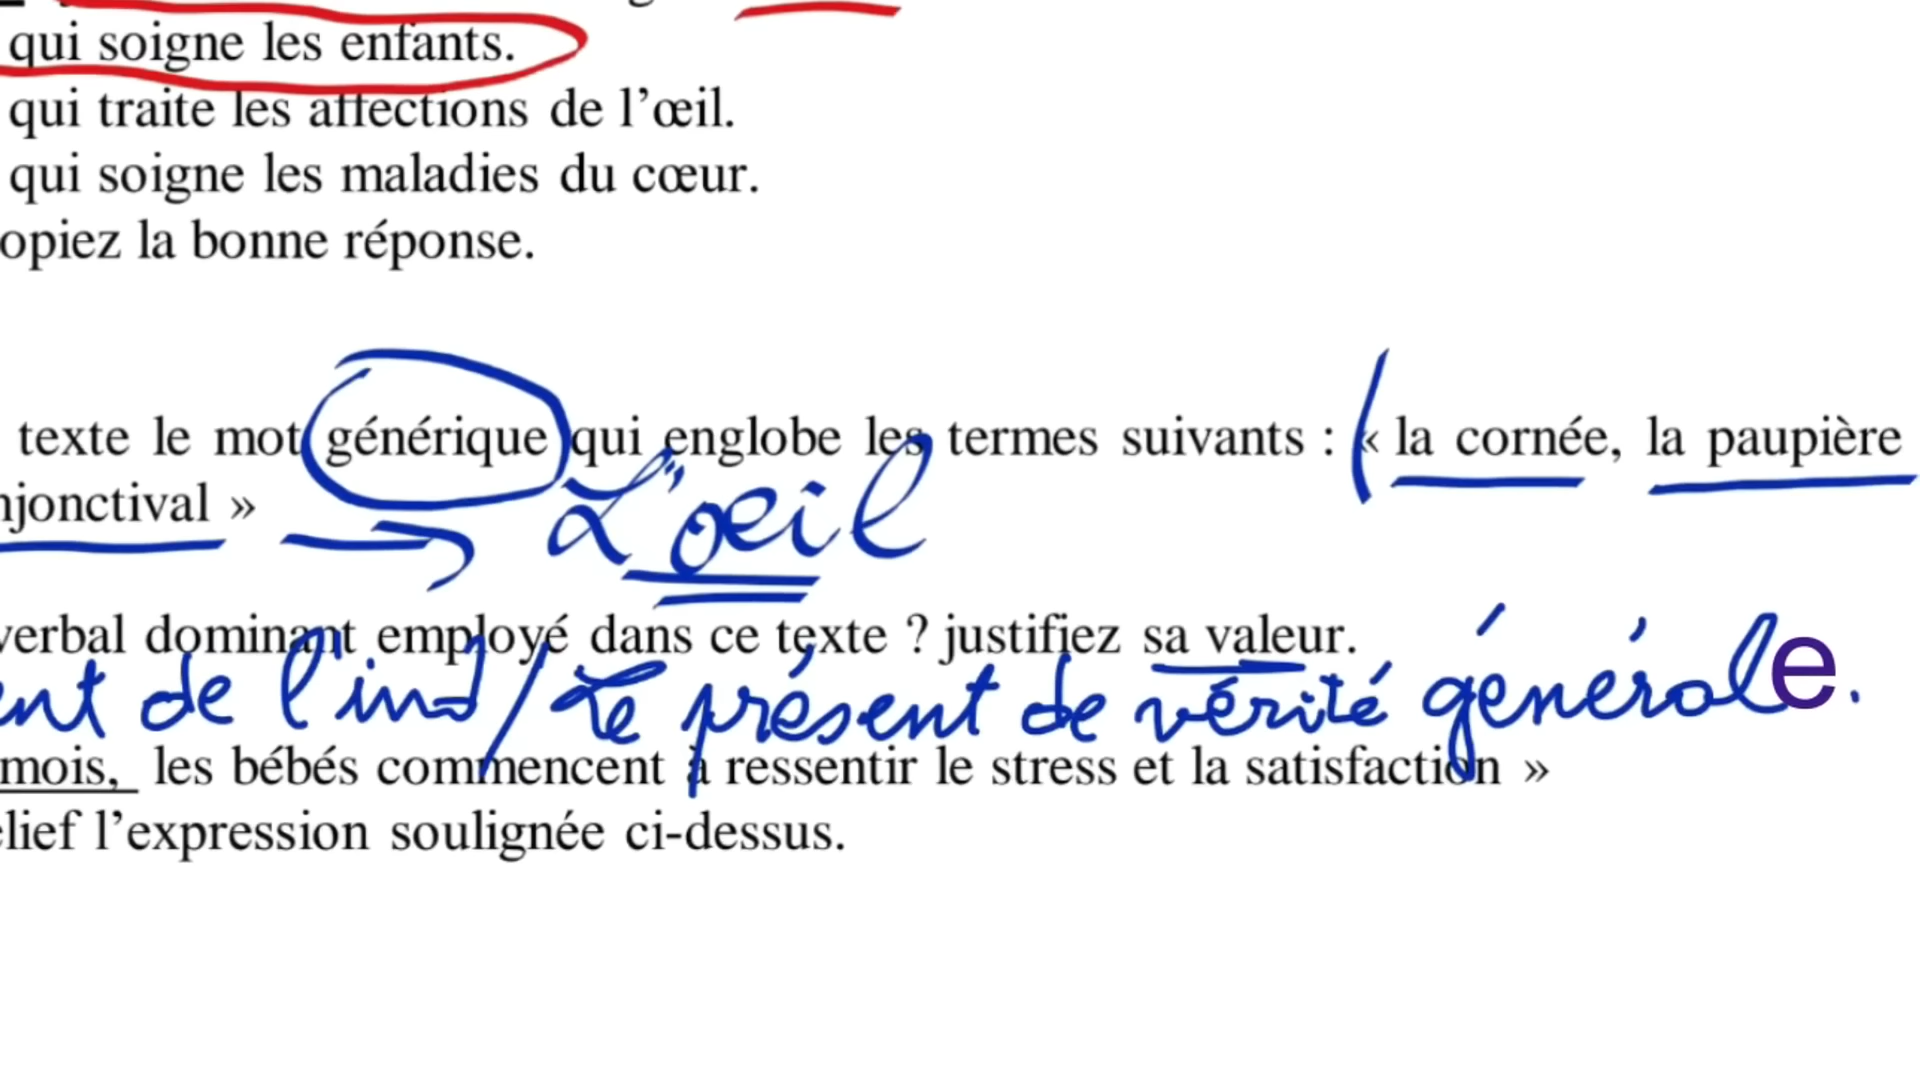 qui soigne les enfants.
qui traite les affections de l’œil.
qui soigne les maladies du cœur.
opiez la bonne réponse.
texte le mot générique qui englobe les termes suivants : « la cornée, la paupière
njonctival »
L'œil
verbal dominant employé dans ce texte ? justifiez sa valeur.
ent de l'ind / Le présent de vérité générale.
mois, les bébés commencent à ressentir le stress et la satisfaction »
elief l’expression soulignée ci-dessus.